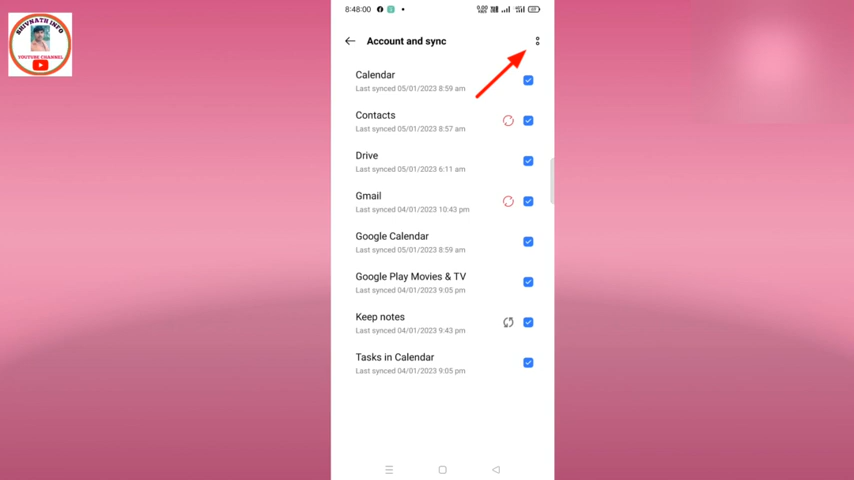 SRIVNATH INFO
YOUTUBE CHANNEL
8:48:00
0.00
KB/S
Account and sync
Calendar
Last synced 05/01/2023 8:59 am
Contacts
Last synced 05/01/2023 8:57 am
Drive
Last synced 05/01/2023 6:11 am
Gmail
Last synced 04/01/2023 10:43 pm
Google Calendar
Last synced 05/01/2023 8:59 am
Google Play Movies & TV
Last synced 04/01/2023 9:05 pm
Keep notes
Last synced 04/01/2023 9:43 pm
Tasks in Calendar
Last synced 04/01/2023 9:05 pm